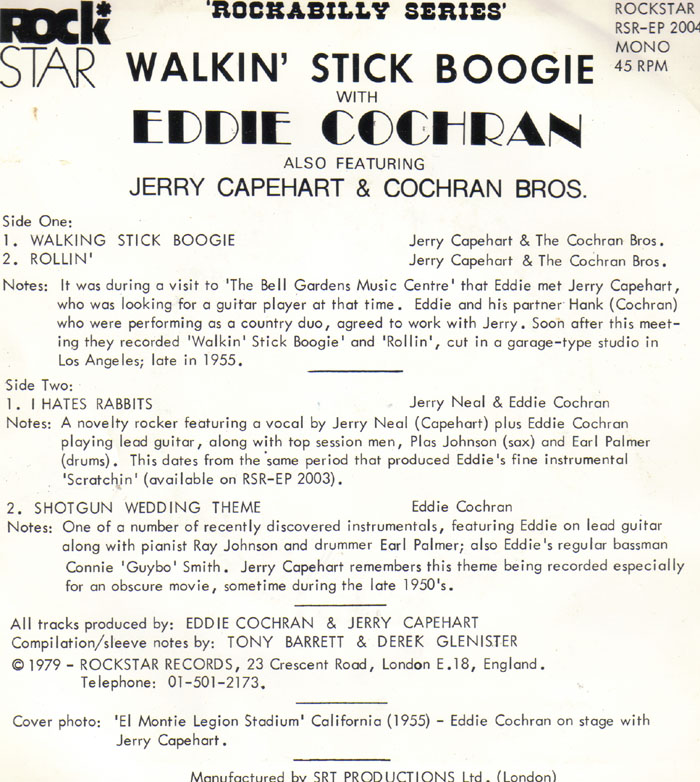 'ROCKABILLY SERIES'
ROCK*
STAR
ROCKSTAR
RSR-EP 2004
MONO
45 RPM
WALKIN' STICK BOOGIE
WITH
EDDIE COCHRAN
ALSO FEATURING
JERRY CAPEHART & COCHRAN BROS.
Side One:
1. WALKING STICK BOOGIE Jerry Capehart & The Cochran Bros.
2. ROLLIN' Jerry Capehart & The Cochran Bros.
Notes: It was during a visit to 'The Bell Gardens Music Centre' that Eddie met Jerry Capehart,
who was looking for a guitar player at that time. Eddie and his partner Hank (Cochran)
who were performing as a country duo, agreed to work with Jerry. Soon after this meet-
ing they recorded 'Walkin' Stick Boogie' and 'Rollin', cut in a garage-type studio in
Los Angeles; late in 1955.
Side Two:
1. I HATES RABBITS Jerry Neal & Eddie Cochran
Notes: A novelty rocker featuring a vocal by Jerry Neal (Capehart) plus Eddie Cochran
playing lead guitar, along with top session men, Plas Johnson (sax) and Earl Palmer
(drums). This dates from the same period that produced Eddie's fine instrumental
'Scratchin' (available on RSR-EP 2003).
2. SHOTGUN WEDDING THEME Eddie Cochran
Notes: One of a number of recently discovered instrumentals, featuring Eddie on lead guitar
along with pianist Ray Johnson and drummer Earl Palmer; also Eddie's regular bassman
Connie 'Guybo' Smith. Jerry Capehart remembers this theme being recorded especially
for an obscure movie, sometime during the late 1950's.
All tracks produced by: EDDIE COCHRAN & JERRY CAPEHART
Compilation/sleeve notes by: TONY BARRETT & DEREK GLENISTER
© 1979 - ROCKSTAR RECORDS, 23 Crescent Road, London E.18, England.
Telephone: 01-501-2173.
Cover photo: 'El Montie Legion Stadium' California (1955) - Eddie Cochran on stage with
Jerry Capehart.
Manufactured by SRT PRODUCTIONS Ltd. (London)